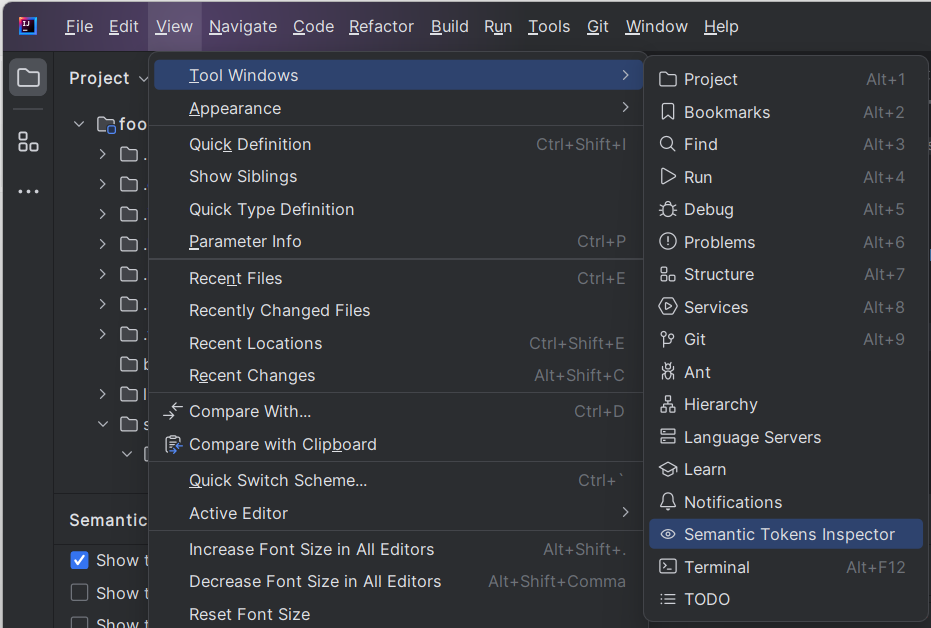 File Edit View Navigate Code Refactor Build Run Tools Git Window Help
Project
foo
Semantic
Show
Show
Show
Tool Windows
Appearance
Quick Definition Ctrl+Shift+I
Show Siblings
Quick Type Definition
Parameter Info Ctrl+P
Recent Files Ctrl+E
Recently Changed Files
Recent Locations Ctrl+Shift+E
Recent Changes Alt+Shift+C
Compare With... Ctrl+D
Compare with Clipboard
Quick Switch Scheme... Ctrl+`
Active Editor
Increase Font Size in All Editors Alt+Shift+.
Decrease Font Size in All Editors Alt+Shift+Comma
Reset Font Size
Project Alt+1
Bookmarks Alt+2
Find Alt+3
Run Alt+4
Debug Alt+5
Problems Alt+6
Structure Alt+7
Services Alt+8
Git Alt+9
Ant
Hierarchy
Language Servers
Learn
Notifications
Semantic Tokens Inspector
Terminal Alt+F12
TODO